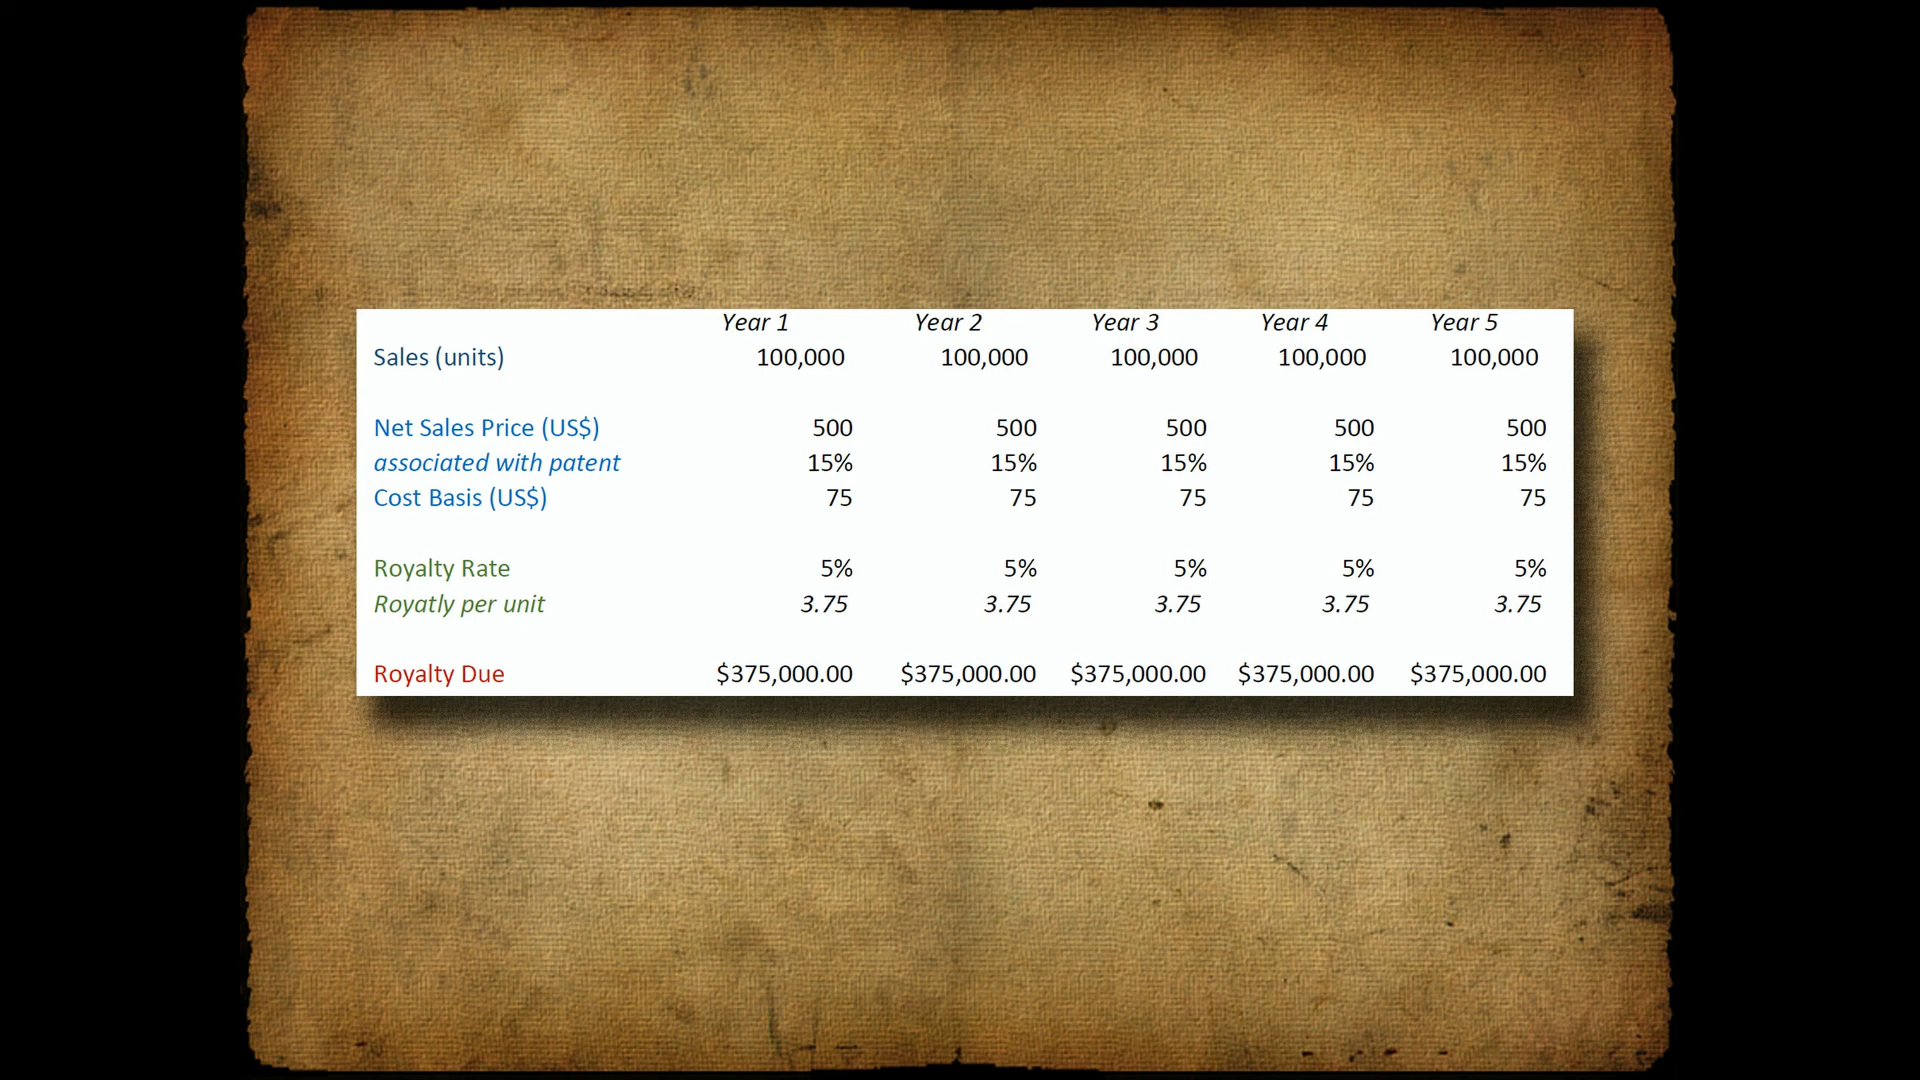 Year 1 Year 2 Year 3 Year 4 Year 5
Sales (units) 100,000 100,000 100,000 100,000 100,000
Net Sales Price (US$) 500 500 500 500 500
associated with patent 15% 15% 15% 15% 15%
Cost Basis (US$) 75 75 75 75 75
Royalty Rate 5% 5% 5% 5% 5%
Royatly per unit 3.75 3.75 3.75 3.75 3.75
Royalty Due $375,000.00 $375,000.00 $375,000.00 $375,000.00 $375,000.00